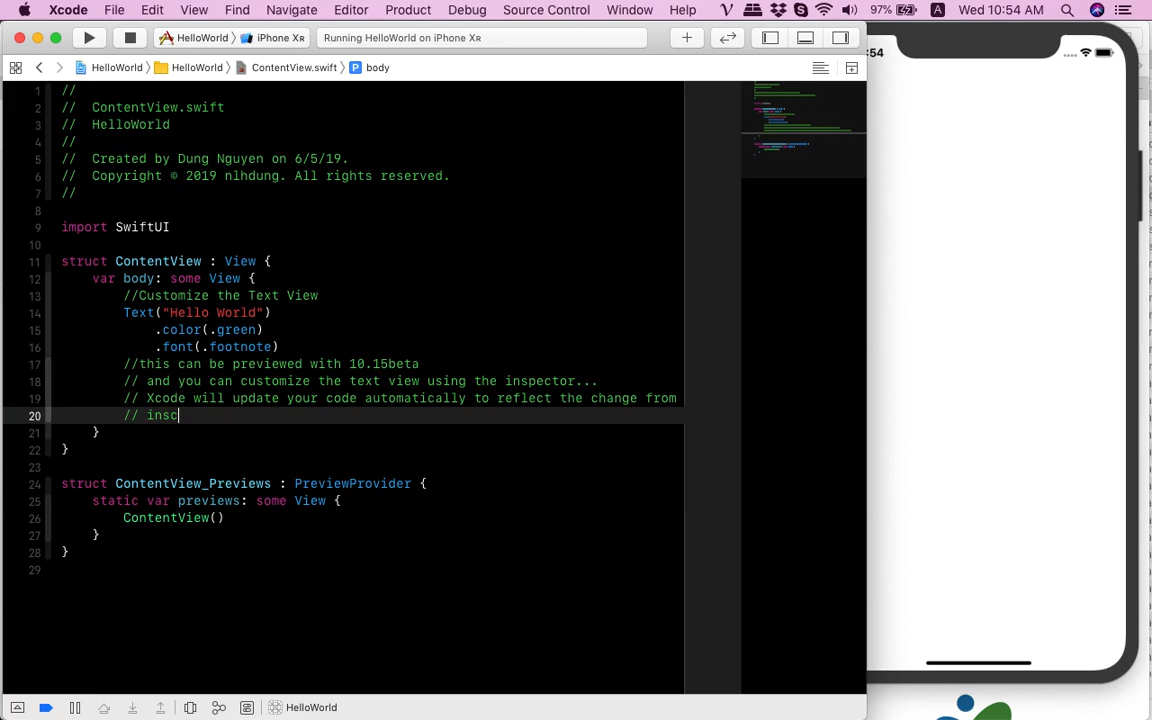 Xcode File Edit View Find Navigate Editor Product Debug Source Control Window Help 97% A Wed 10:54 AM
HelloWorld iPhone XR Running HelloWorld on iPhone XR
HelloWorld HelloWorld ContentView.swift P body
:54
1 //
2 // ContentView.swift
3 // HelloWorld
4 //
5 // Created by Dung Nguyen on 6/5/19.
6 // Copyright © 2019 nlhdung. All rights reserved.
7 //
8
9 import SwiftUI
10
11 struct ContentView : View {
12 var body: some View {
13 //Customize the Text View
14 Text("Hello World")
15 .color(.green)
16 .font(.footnote)
17 //this can be previewed with 10.15beta
18 // and you can customize the text view using the inspector...
19 // Xcode will update your code automatically to reflect the change from
20 // insc
21 }
22 }
23
24 struct ContentView_Previews : PreviewProvider {
25 static var previews: some View {
26 ContentView()
27 }
28 }
29
HelloWorld